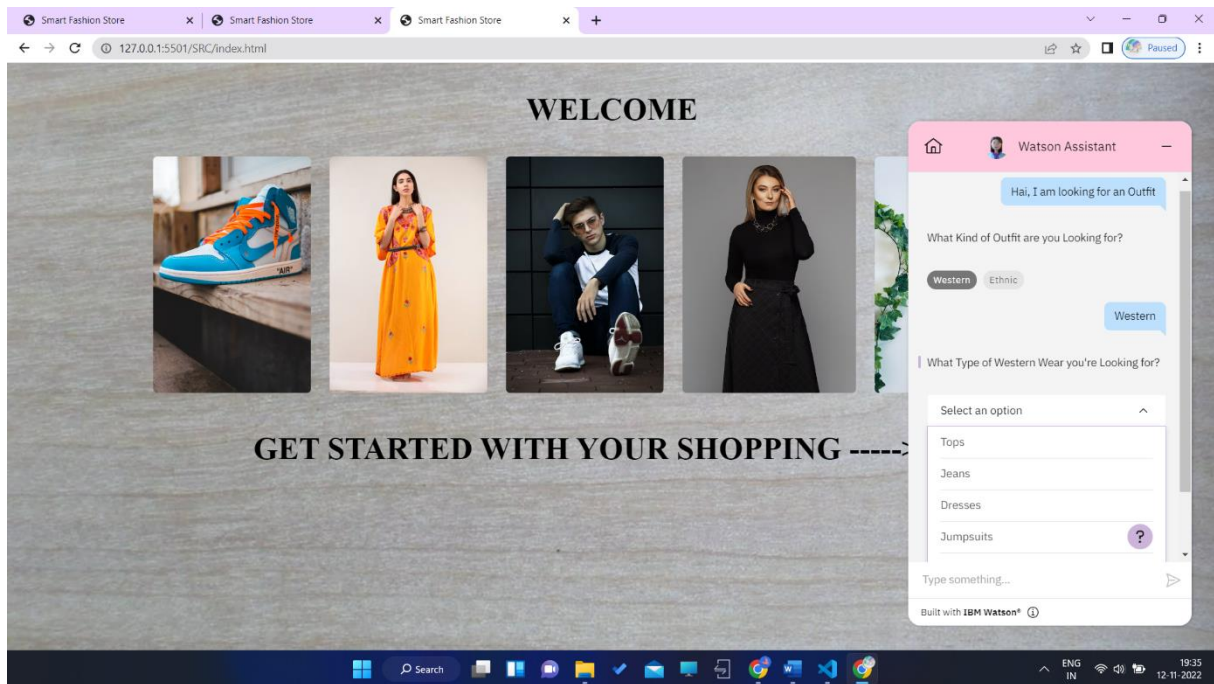 Smart Fashion Store
Smart Fashion Store
Smart Fashion Store
127.0.0.1:5501/SRC/index.html
Paused
WELCOME
"AIR"
GET STARTED WITH YOUR SHOPPING ----->
Watson Assistant
Hai, I am looking for an Outfit
What Kind of Outfit are you Looking for?
Western Ethnic
Western
What Type of Western Wear you're Looking for?
Select an option
Tops
Jeans
Dresses
Jumpsuits
?
Type something...
Built with IBM Watson®
Search
ENG
IN
19:35
12-11-2022